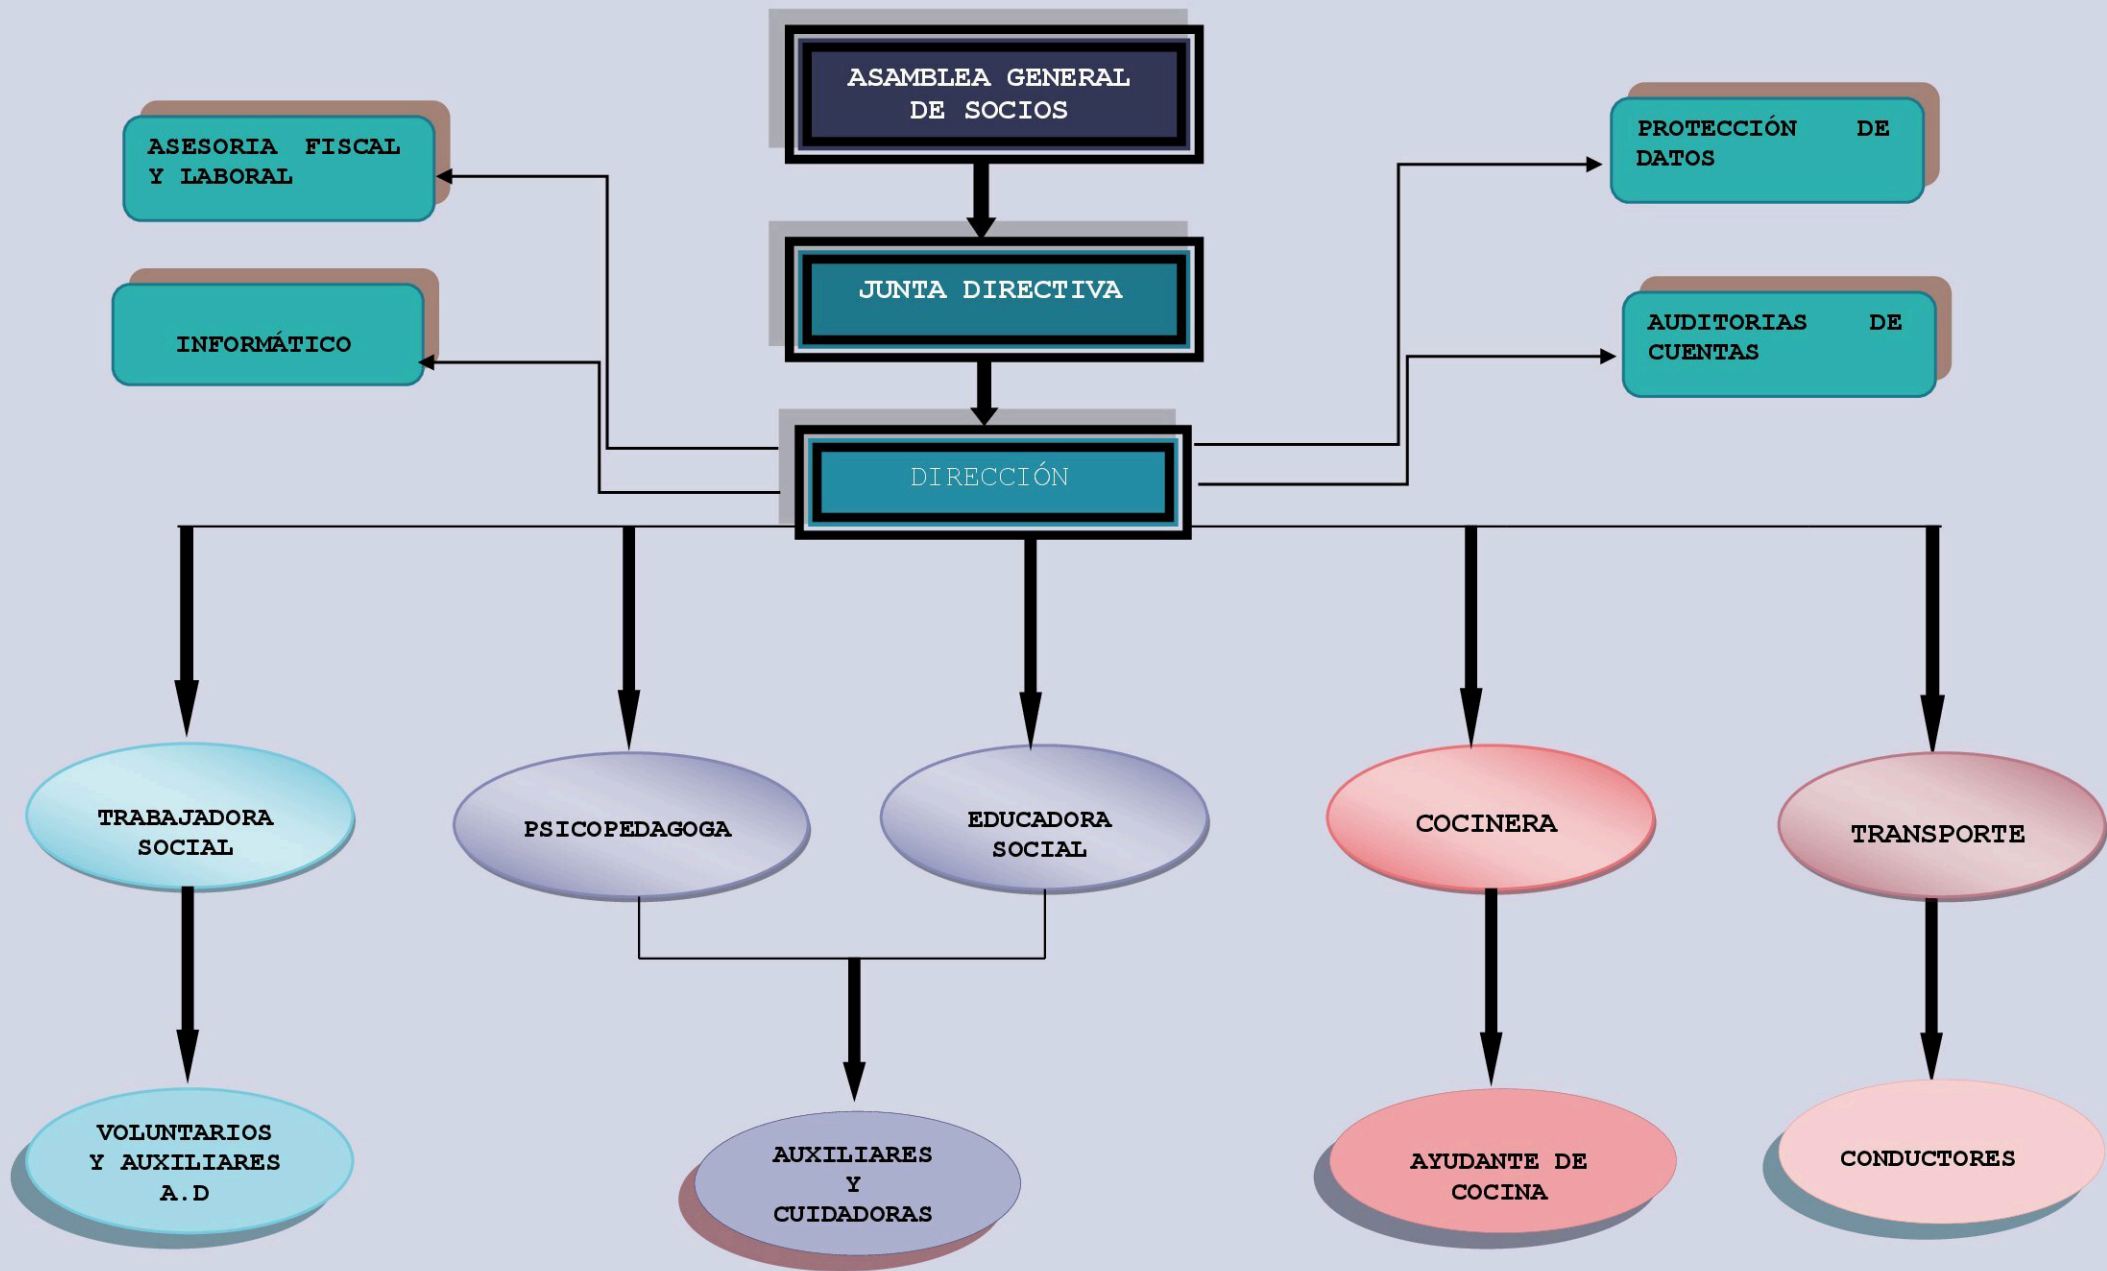 ASAMBLEA GENERAL
DE SOCIOS
ASESORIA FISCAL
Y LABORAL
PROTECCIÓN DE
DATOS
JUNTA DIRECTIVA
INFORMÁTICO
AUDITORIAS DE
CUENTAS
DIRECCIÓN
TRABAJADORA
SOCIAL
PSICOPEDAGOGA
EDUCADORA
SOCIAL
COCINERA
TRANSPORTE
VOLUNTARIOS
Y AUXILIARES
A.D
AUXILIARES
Y
CUIDADORAS
AYUDANTE DE
COCINA
CONDUCTORES